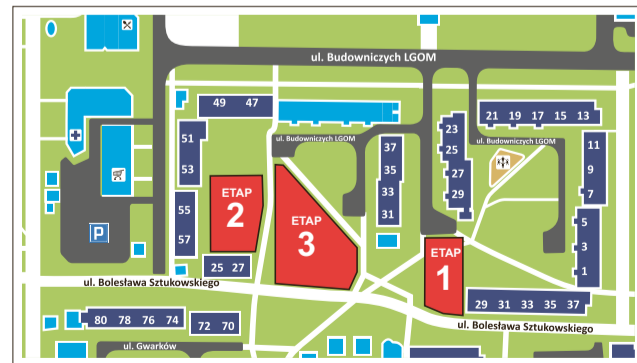 ul. Budowniczych LGOM
49 47
21 19 17 15 13
51
53
ul. Budowniczych LGOM
37
35
33
31
23
25
27
29
ul. Budowniczych LGOM
11
9
7
55
57
ETAP
2
ETAP
3
ETAP
1
5
3
1
P
25 27
ul. Bolesława Sztukowskiego
29 31 33 35 37
ul. Bolesława Sztukowskiego
80 78 76 74
72 70
ul. Gwarków